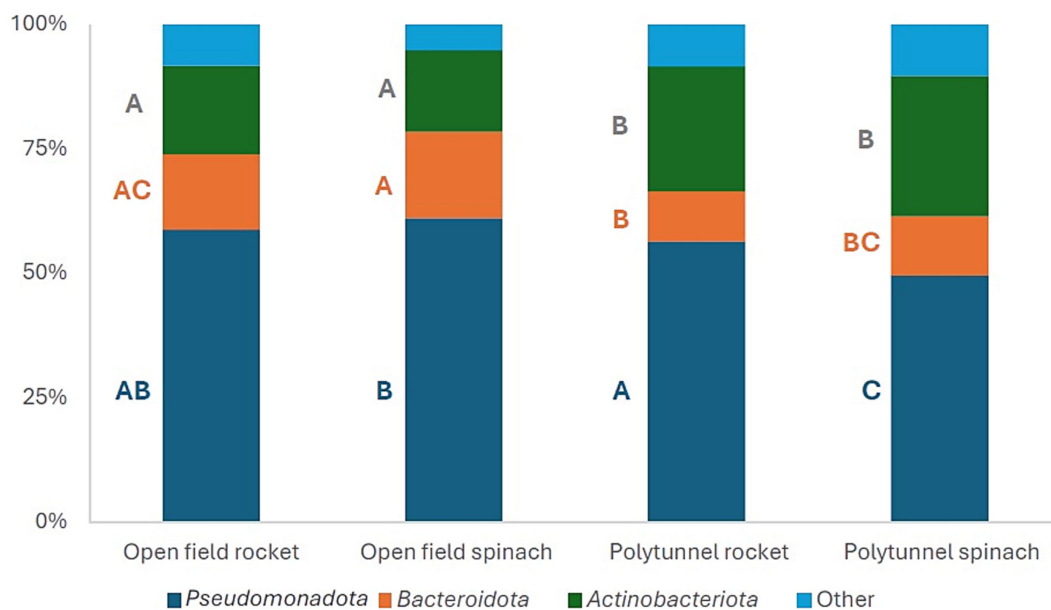 100%
A
A
B
B
75%
AC
A
B
BC
50%
AB
B
A
C
25%
0%
Open field rocket
Open field spinach
Polytunnel rocket
Polytunnel spinach
Pseudomonadota Bacteroidota Actinobacteriota Other